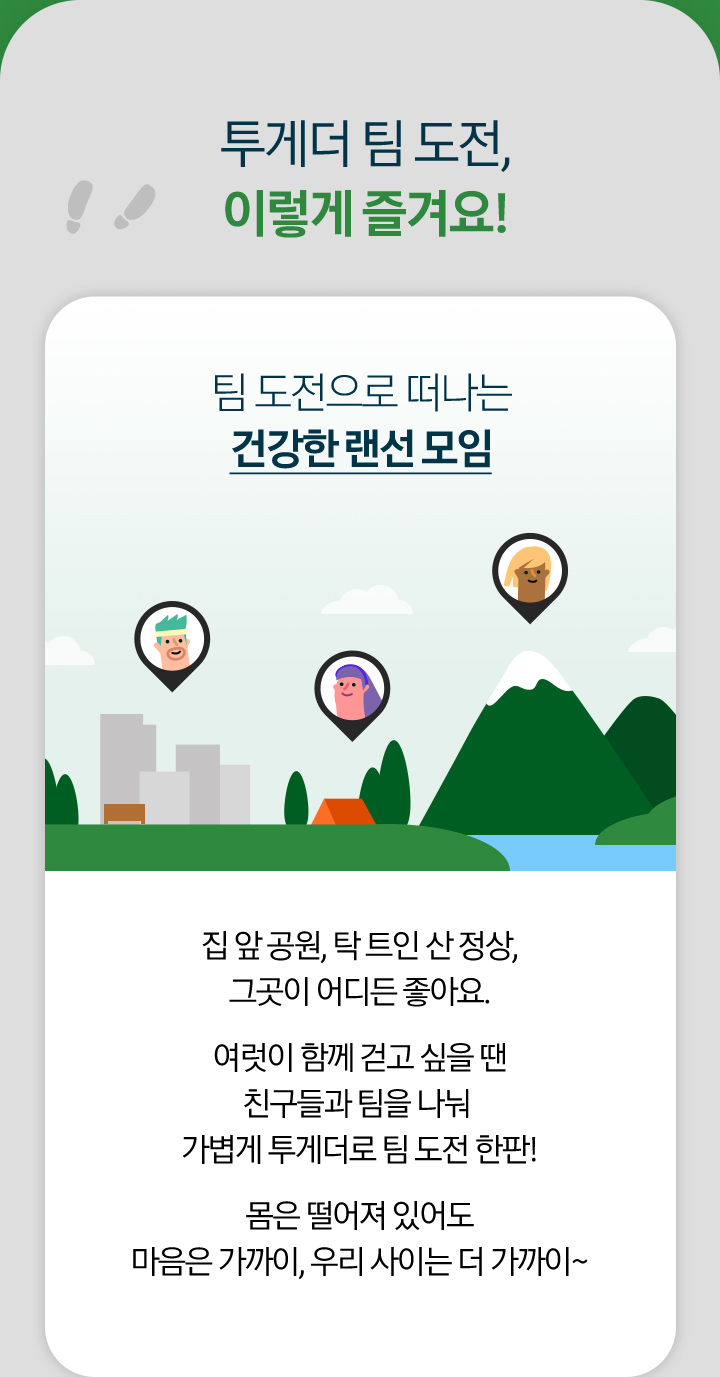 투게더 팀 도전,
이렇게 즐겨요!
팀 도전으로 떠나는
건강한 랜선 모임
집 앞 공원, 탁 트인 산 정상,
그곳이 어디든 좋아요.
여럿이 함께 걷고 싶을 땐
친구들과 팀을 나눠
가볍게 투게더로 팀 도전 한판!
몸은 떨어져 있어도
마음은 가까이, 우리 사이는 더 가까이~